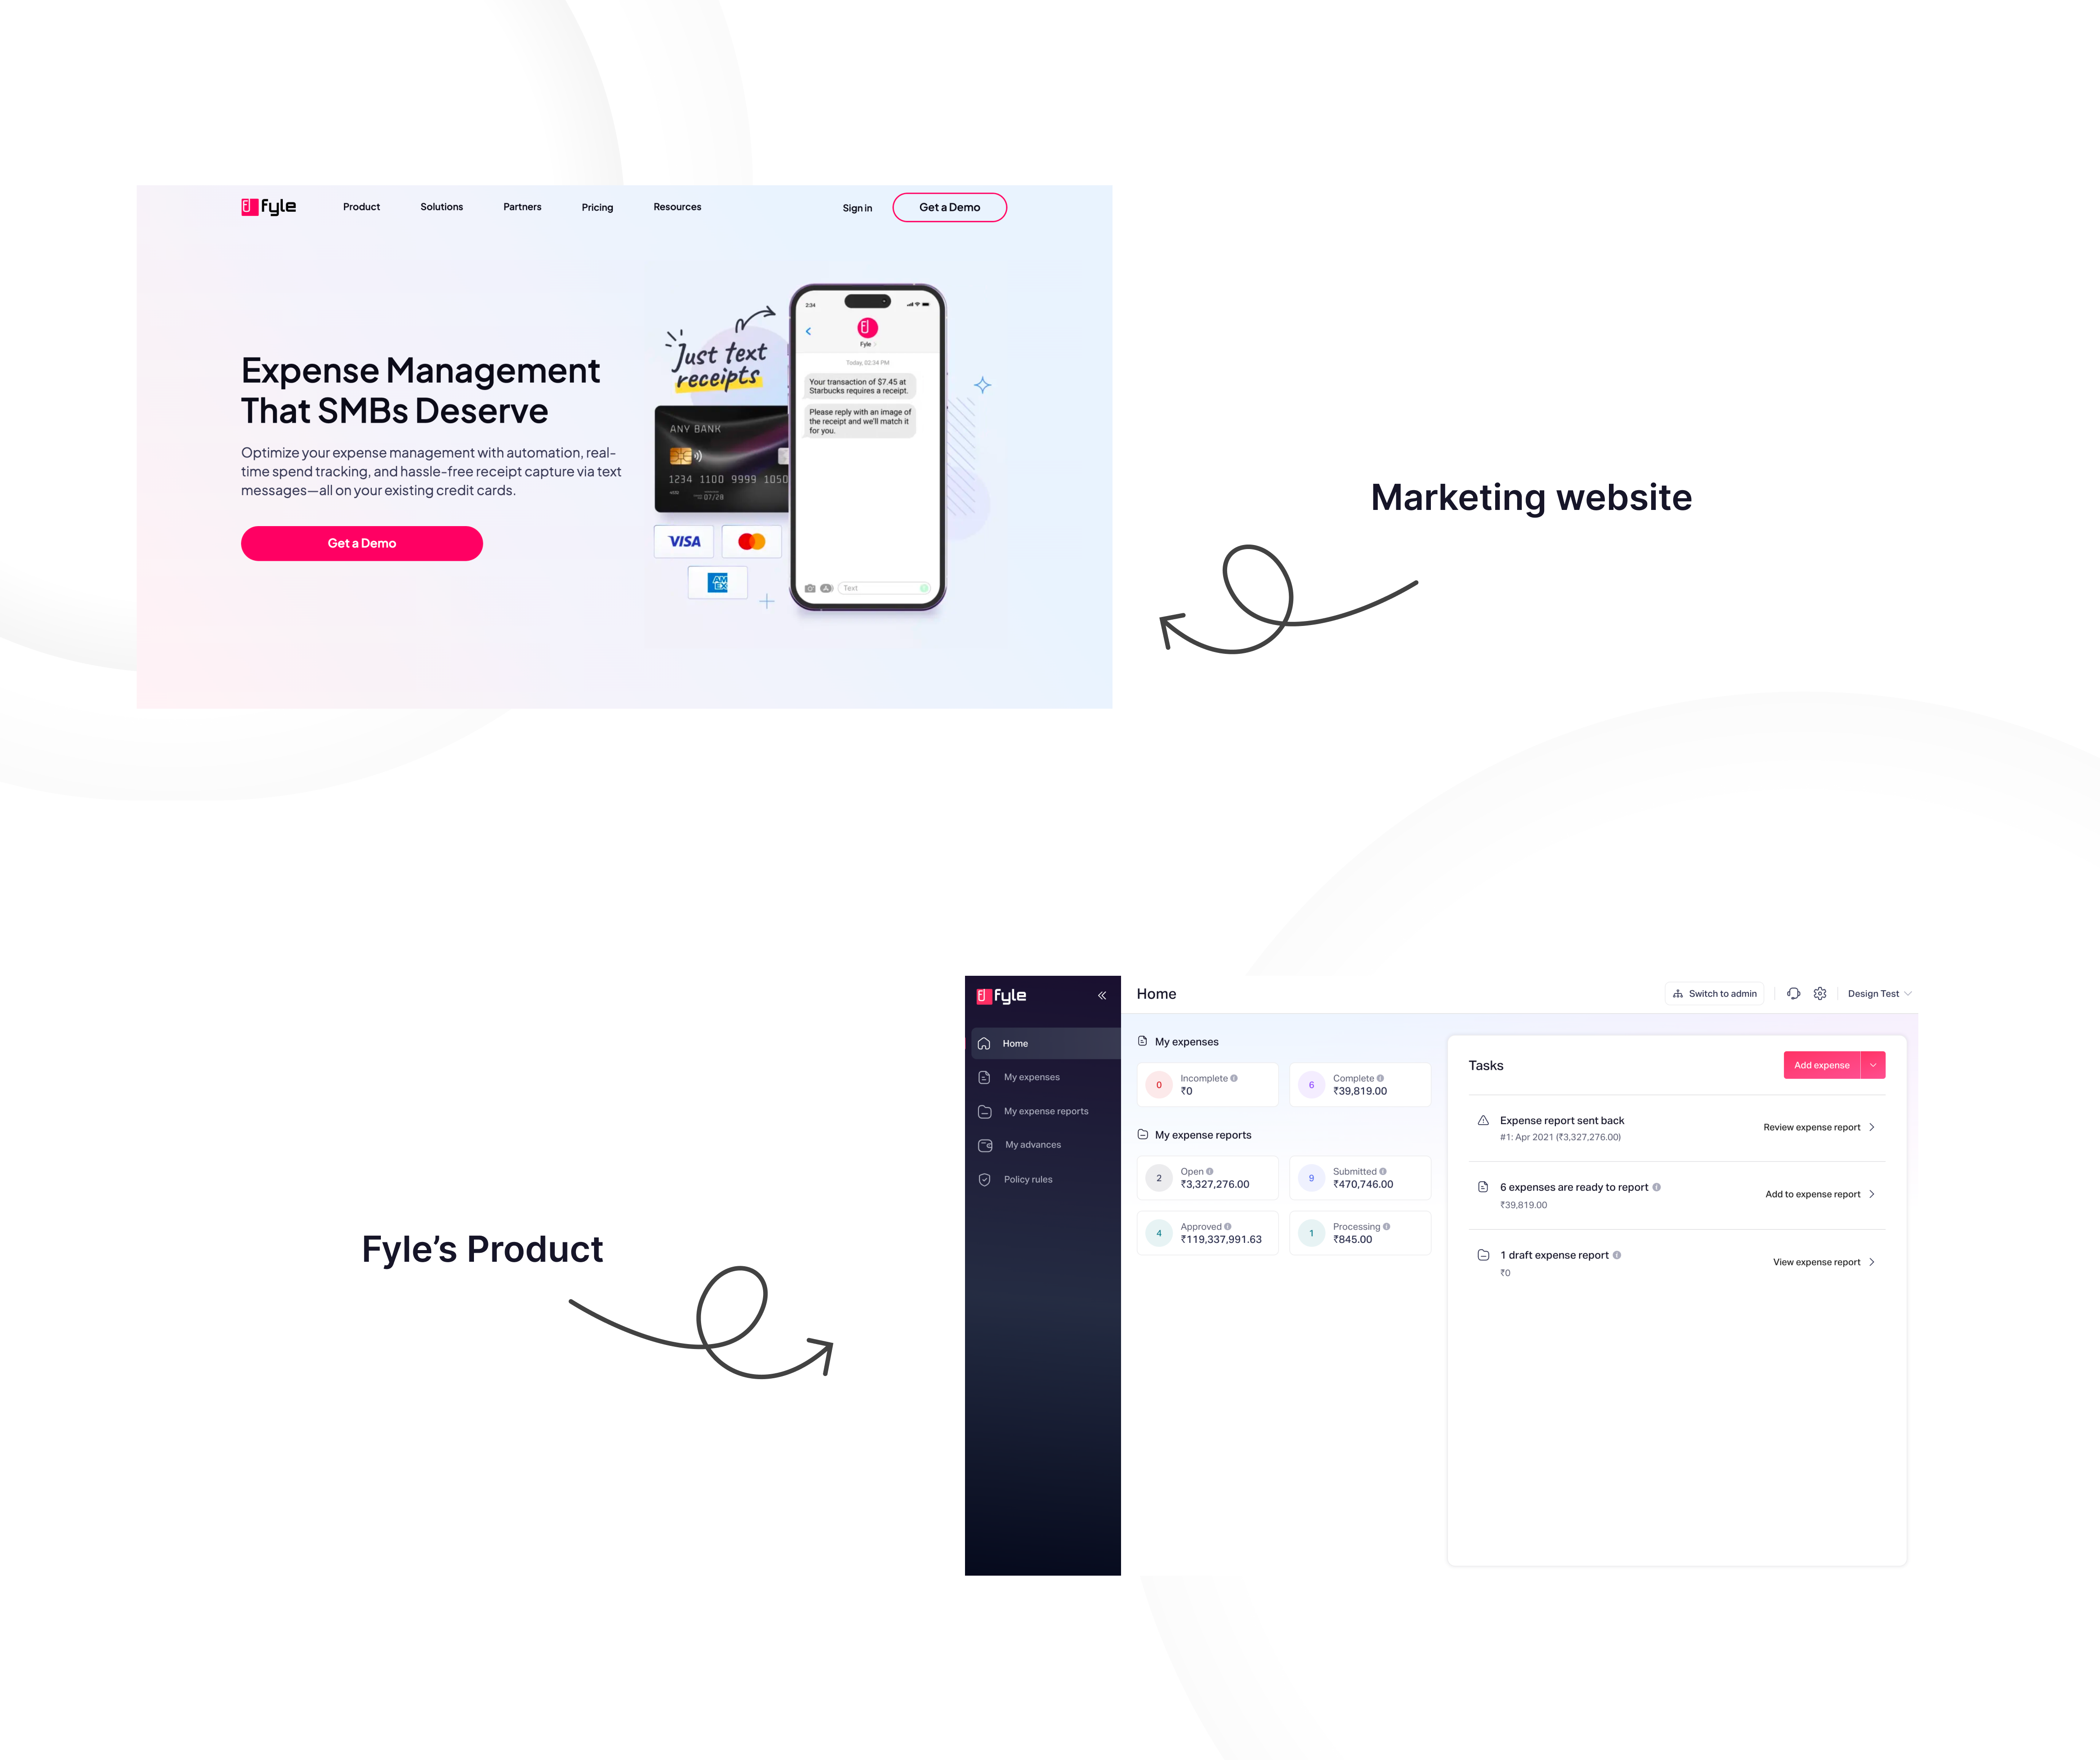 fyle
Product
Solutions
Partners
Pricing
Resources
Sign in
Get a Demo
Expense Management
That SMBs Deserve
Optimize your expense management with automation, real-
time spend tracking, and hassle-free receipt capture via text
messages—all on your existing credit cards.
Get a Demo
Just text
receipts
ANY BANK
1234 1100 9999 1050
07/28
VISA
AM
EX
2:34
Fyle
Today, 02:34 PM
Your transaction of $7.45 at
Starbucks requires a receipt.
Please reply with an image of
the receipt and we'll match it
for you.
Text
Marketing website
Fyle’s Product
fyle
Home
My expenses
My expense reports
My advances
Policy rules
Home
Switch to admin
Design Test
My expenses
0
Incomplete
₹0
6
Complete
₹39,819.00
My expense reports
2
Open
₹3,327,276.00
9
Submitted
₹470,746.00
4
Approved
₹119,337,991.63
1
Processing
₹845.00
Tasks
Add expense
Expense report sent back
#1: Apr 2021 (₹3,327,276.00)
Review expense report
6 expenses are ready to report
₹39,819.00
Add to expense report
1 draft expense report
₹0
View expense report